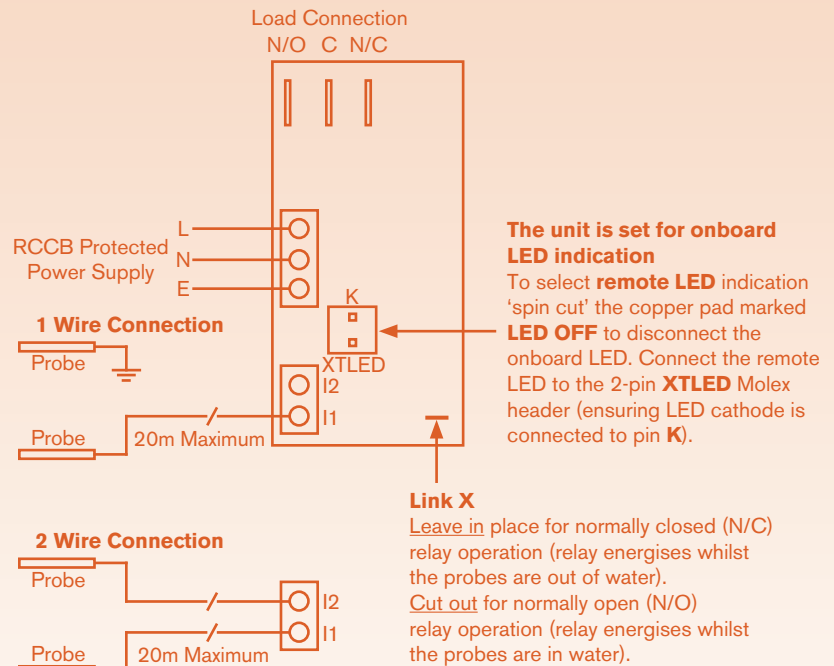 Load Connection
N/O C N/C
L
RCCB Protected
Power Supply
N
E
K
XTLED
1 Wire Connection
Probe
I2
I1
Probe
20m Maximum
The unit is set for onboard
LED indication
To select remote LED indication
‘spin cut’ the copper pad marked
LED OFF to disconnect the
onboard LED. Connect the remote
LED to the 2-pin XTLED Molex
header (ensuring LED cathode is
connected to pin K).
Link X
Leave in place for normally closed (N/C)
relay operation (relay energises whilst
the probes are out of water).
Cut out for normally open (N/O)
relay operation (relay energises whilst
the probes are in water).
2 Wire Connection
Probe
I2
I1
Probe
20m Maximum